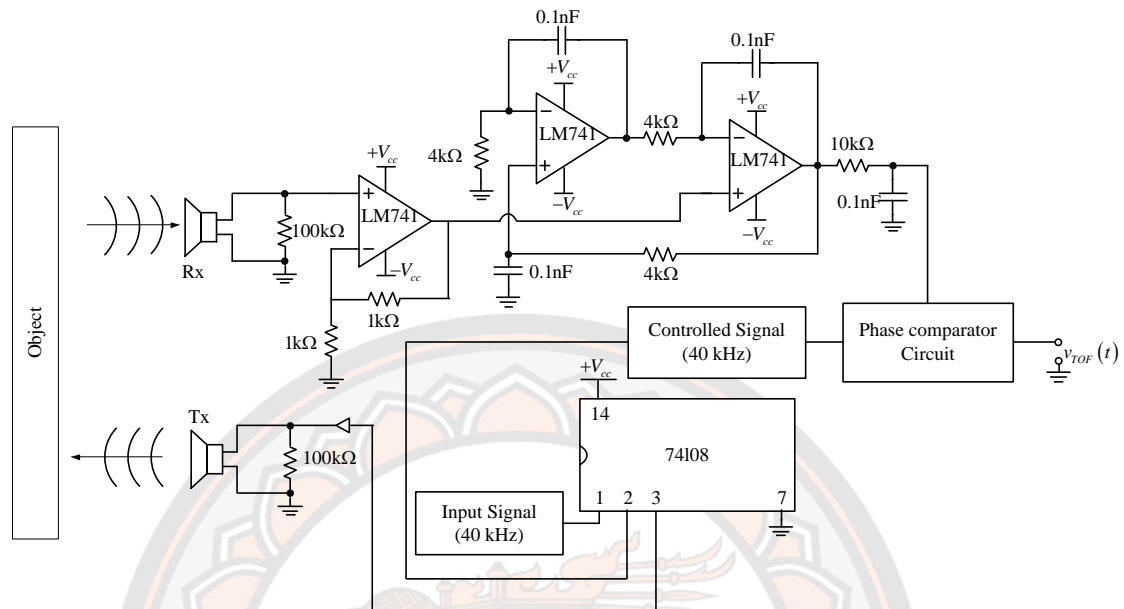 0.1nF
0.1nF
+Vcc
+Vcc
4kΩ
LM741
4kΩ
LM741
10kΩ
+Vcc
−Vcc
0.1nF
LM741
−Vcc
100kΩ
Rx
−Vcc
0.1nF
4kΩ
1kΩ
1kΩ
Object
Controlled Signal
(40 kHz)
Phase comparator
Circuit
vTOF (t)
+Vcc
14
Tx
100kΩ
74l08
1 2 3 7
Input Signal
(40 kHz)